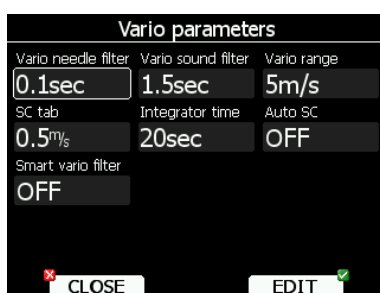 Vario parameters
Vario needle filter Vario sound filter Vario range
0.1sec 1.5sec 5m/s
SC tab Integrator time Auto SC
0.5m/s 20sec OFF
Smart vario filter
OFF
CLOSE EDIT